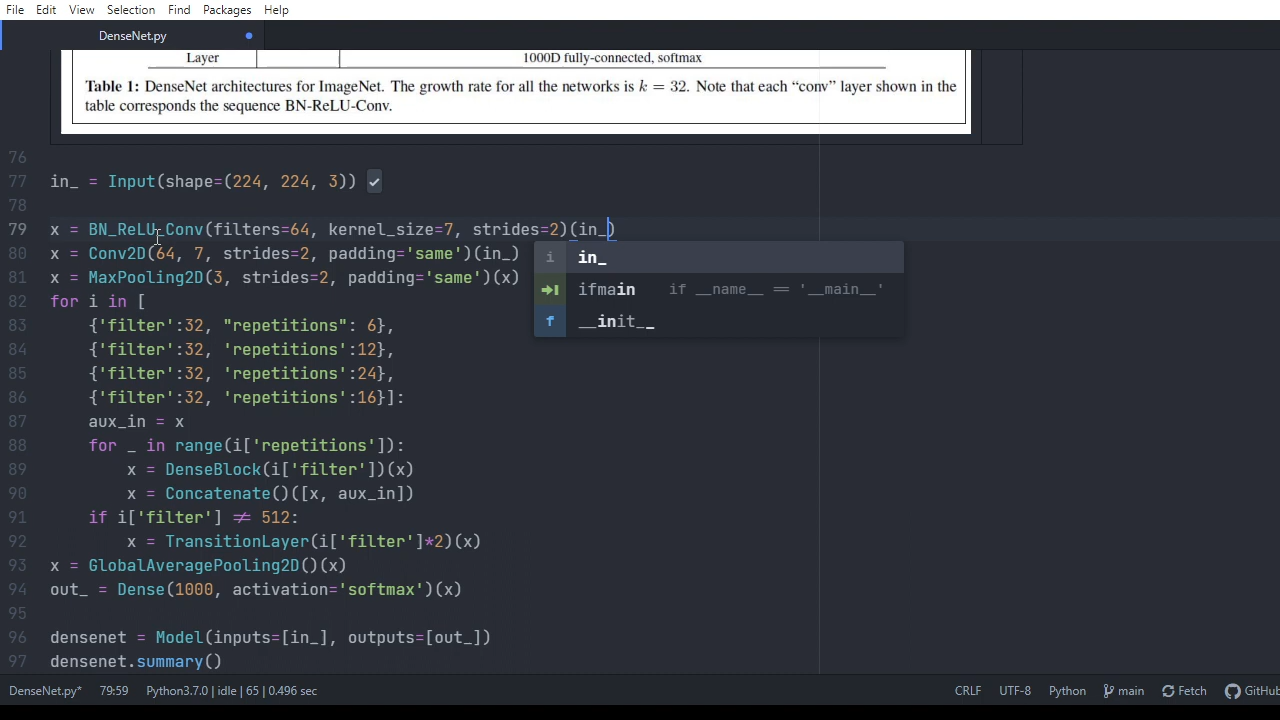 File Edit View Selection Find Packages Help
DenseNet.py
Layer 1000D fully-connected, softmax
Table 1: DenseNet architectures for ImageNet. The growth rate for all the networks is k = 32. Note that each “conv” layer shown in the
table corresponds the sequence BN-ReLU-Conv.
76
77 in_ = Input(shape=(224, 224, 3))
78
79 x = BN_ReLU_Conv(filters=64, kernel_size=7, strides=2)(in_)
80 x = Conv2D(64, 7, strides=2, padding='same')(in_)
i in_
81 x = MaxPooling2D(3, strides=2, padding='same')(x)
ifmain if __name__ == '__main__'
82 for i in [
f __init__
83 {'filter':32, "repetitions": 6},
84 {'filter':32, 'repetitions':12},
85 {'filter':32, 'repetitions':24},
86 {'filter':32, 'repetitions':16}]:
87 aux_in = x
88 for _ in range(i['repetitions']):
89 x = DenseBlock(i['filter'])(x)
90 x = Concatenate()([x, aux_in])
91 if i['filter'] ≠ 512:
92 x = TransitionLayer(i['filter']*2)(x)
93 x = GlobalAveragePooling2D()(x)
94 out_ = Dense(1000, activation='softmax')(x)
95
96 densenet = Model(inputs=[in_], outputs=[out_])
97 densenet.summary()
DenseNet.py* 79:59 Python3.7.0 | idle | 65 | 0.496 sec CRLF UTF-8 Python main Fetch GitHub